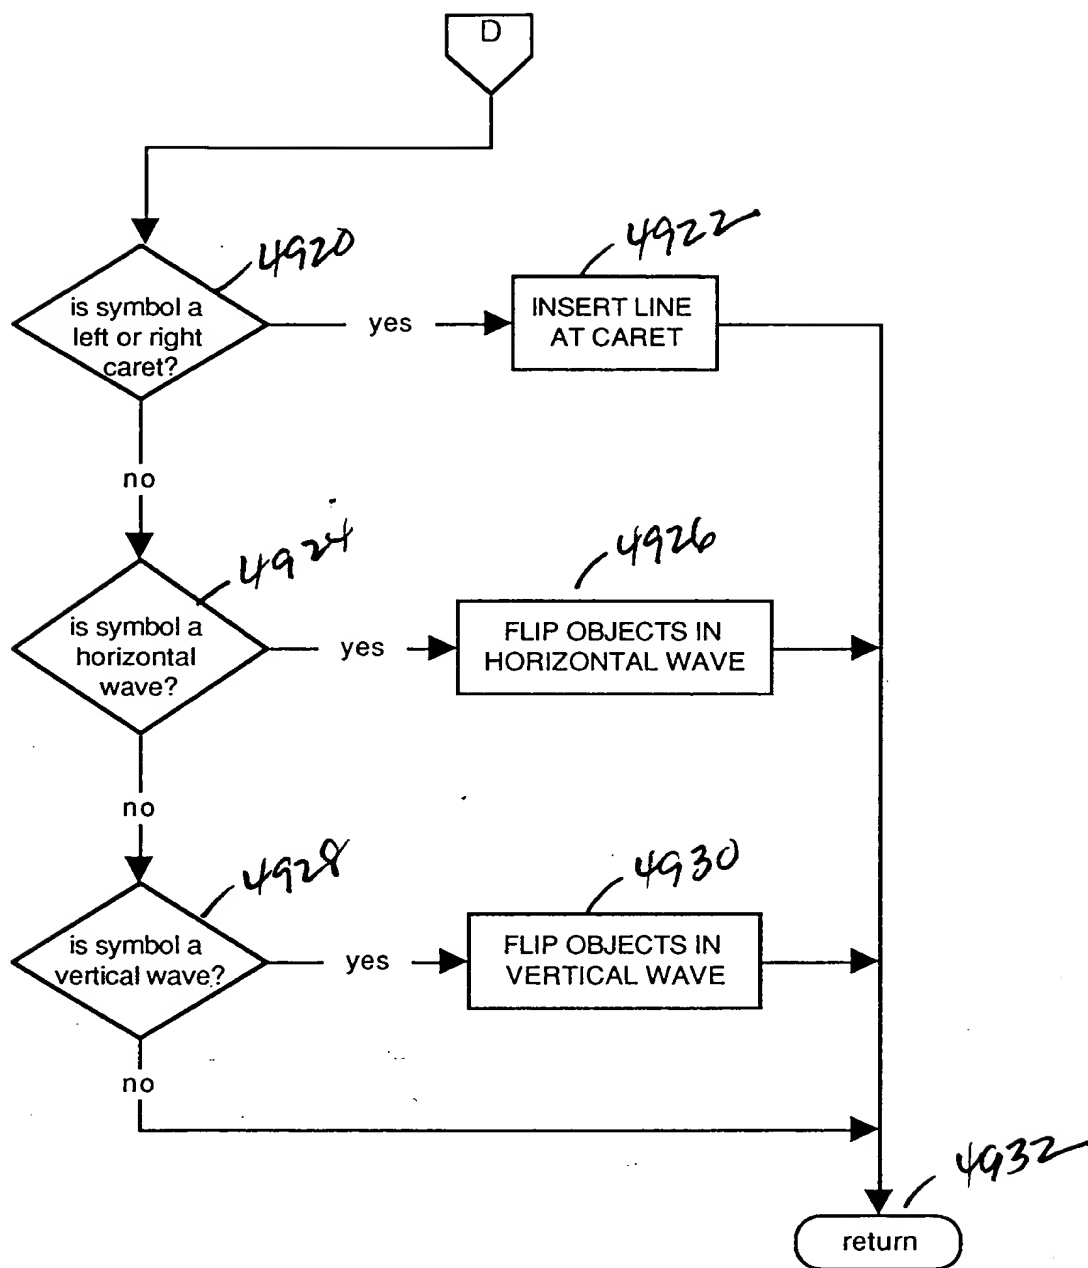 D
4920
is symbol a
left or right
caret?
yes
4922
INSERT LINE
AT CARET
no
4924
is symbol a
horizontal
wave?
yes
4926
FLIP OBJECTS IN
HORIZONTAL WAVE
no
4928
is symbol a
vertical wave?
yes
4930
FLIP OBJECTS IN
VERTICAL WAVE
no
4932
return